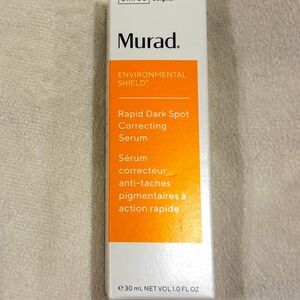 Murad.
ENVIRONMENTAL
SHIELD™
Rapid Dark Spot
Correcting
Serum
Sérum
correcteur
anti-taches
pigmentaires à
action rapide
℮ 30 mL NET VOL 1.0 FL OZ